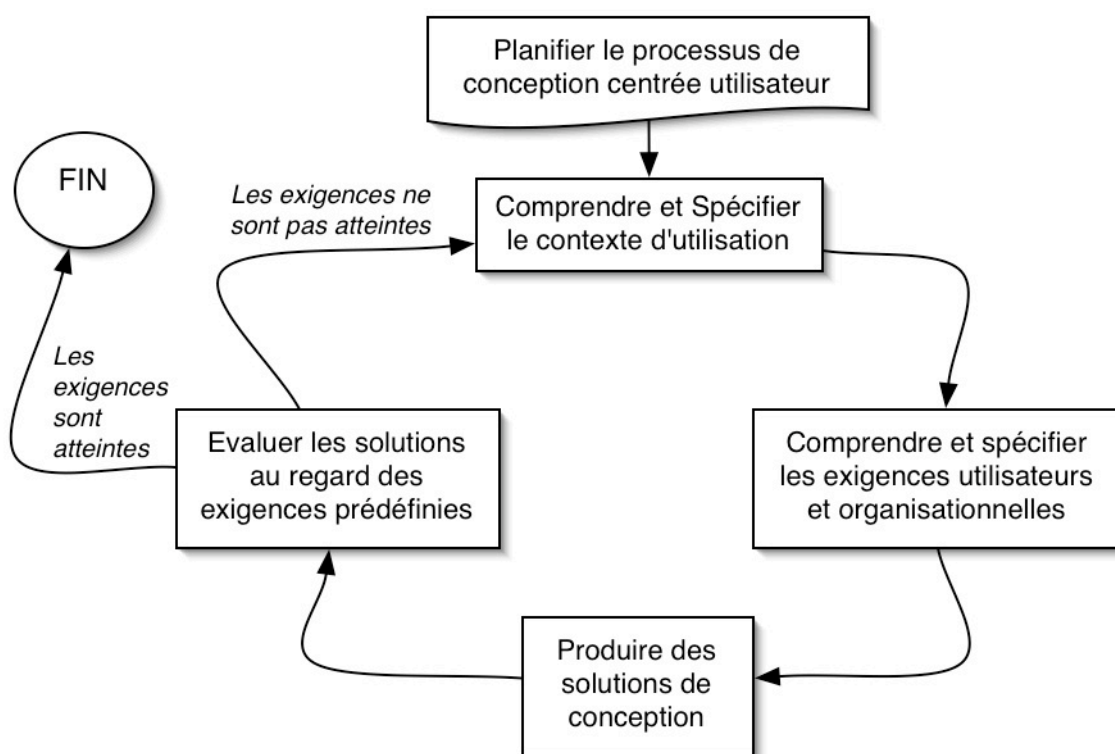 Planifier le processus de
conception centrée utilisateur
FIN
Les exigences ne
sont pas atteintes
Comprendre et Spécifier
le contexte d'utilisation
Les
exigences
sont
atteintes
Evaluer les solutions
au regard des
exigences prédéfinies
Comprendre et spécifier
les exigences utilisateurs
et organisationnelles
Produire des
solutions de
conception